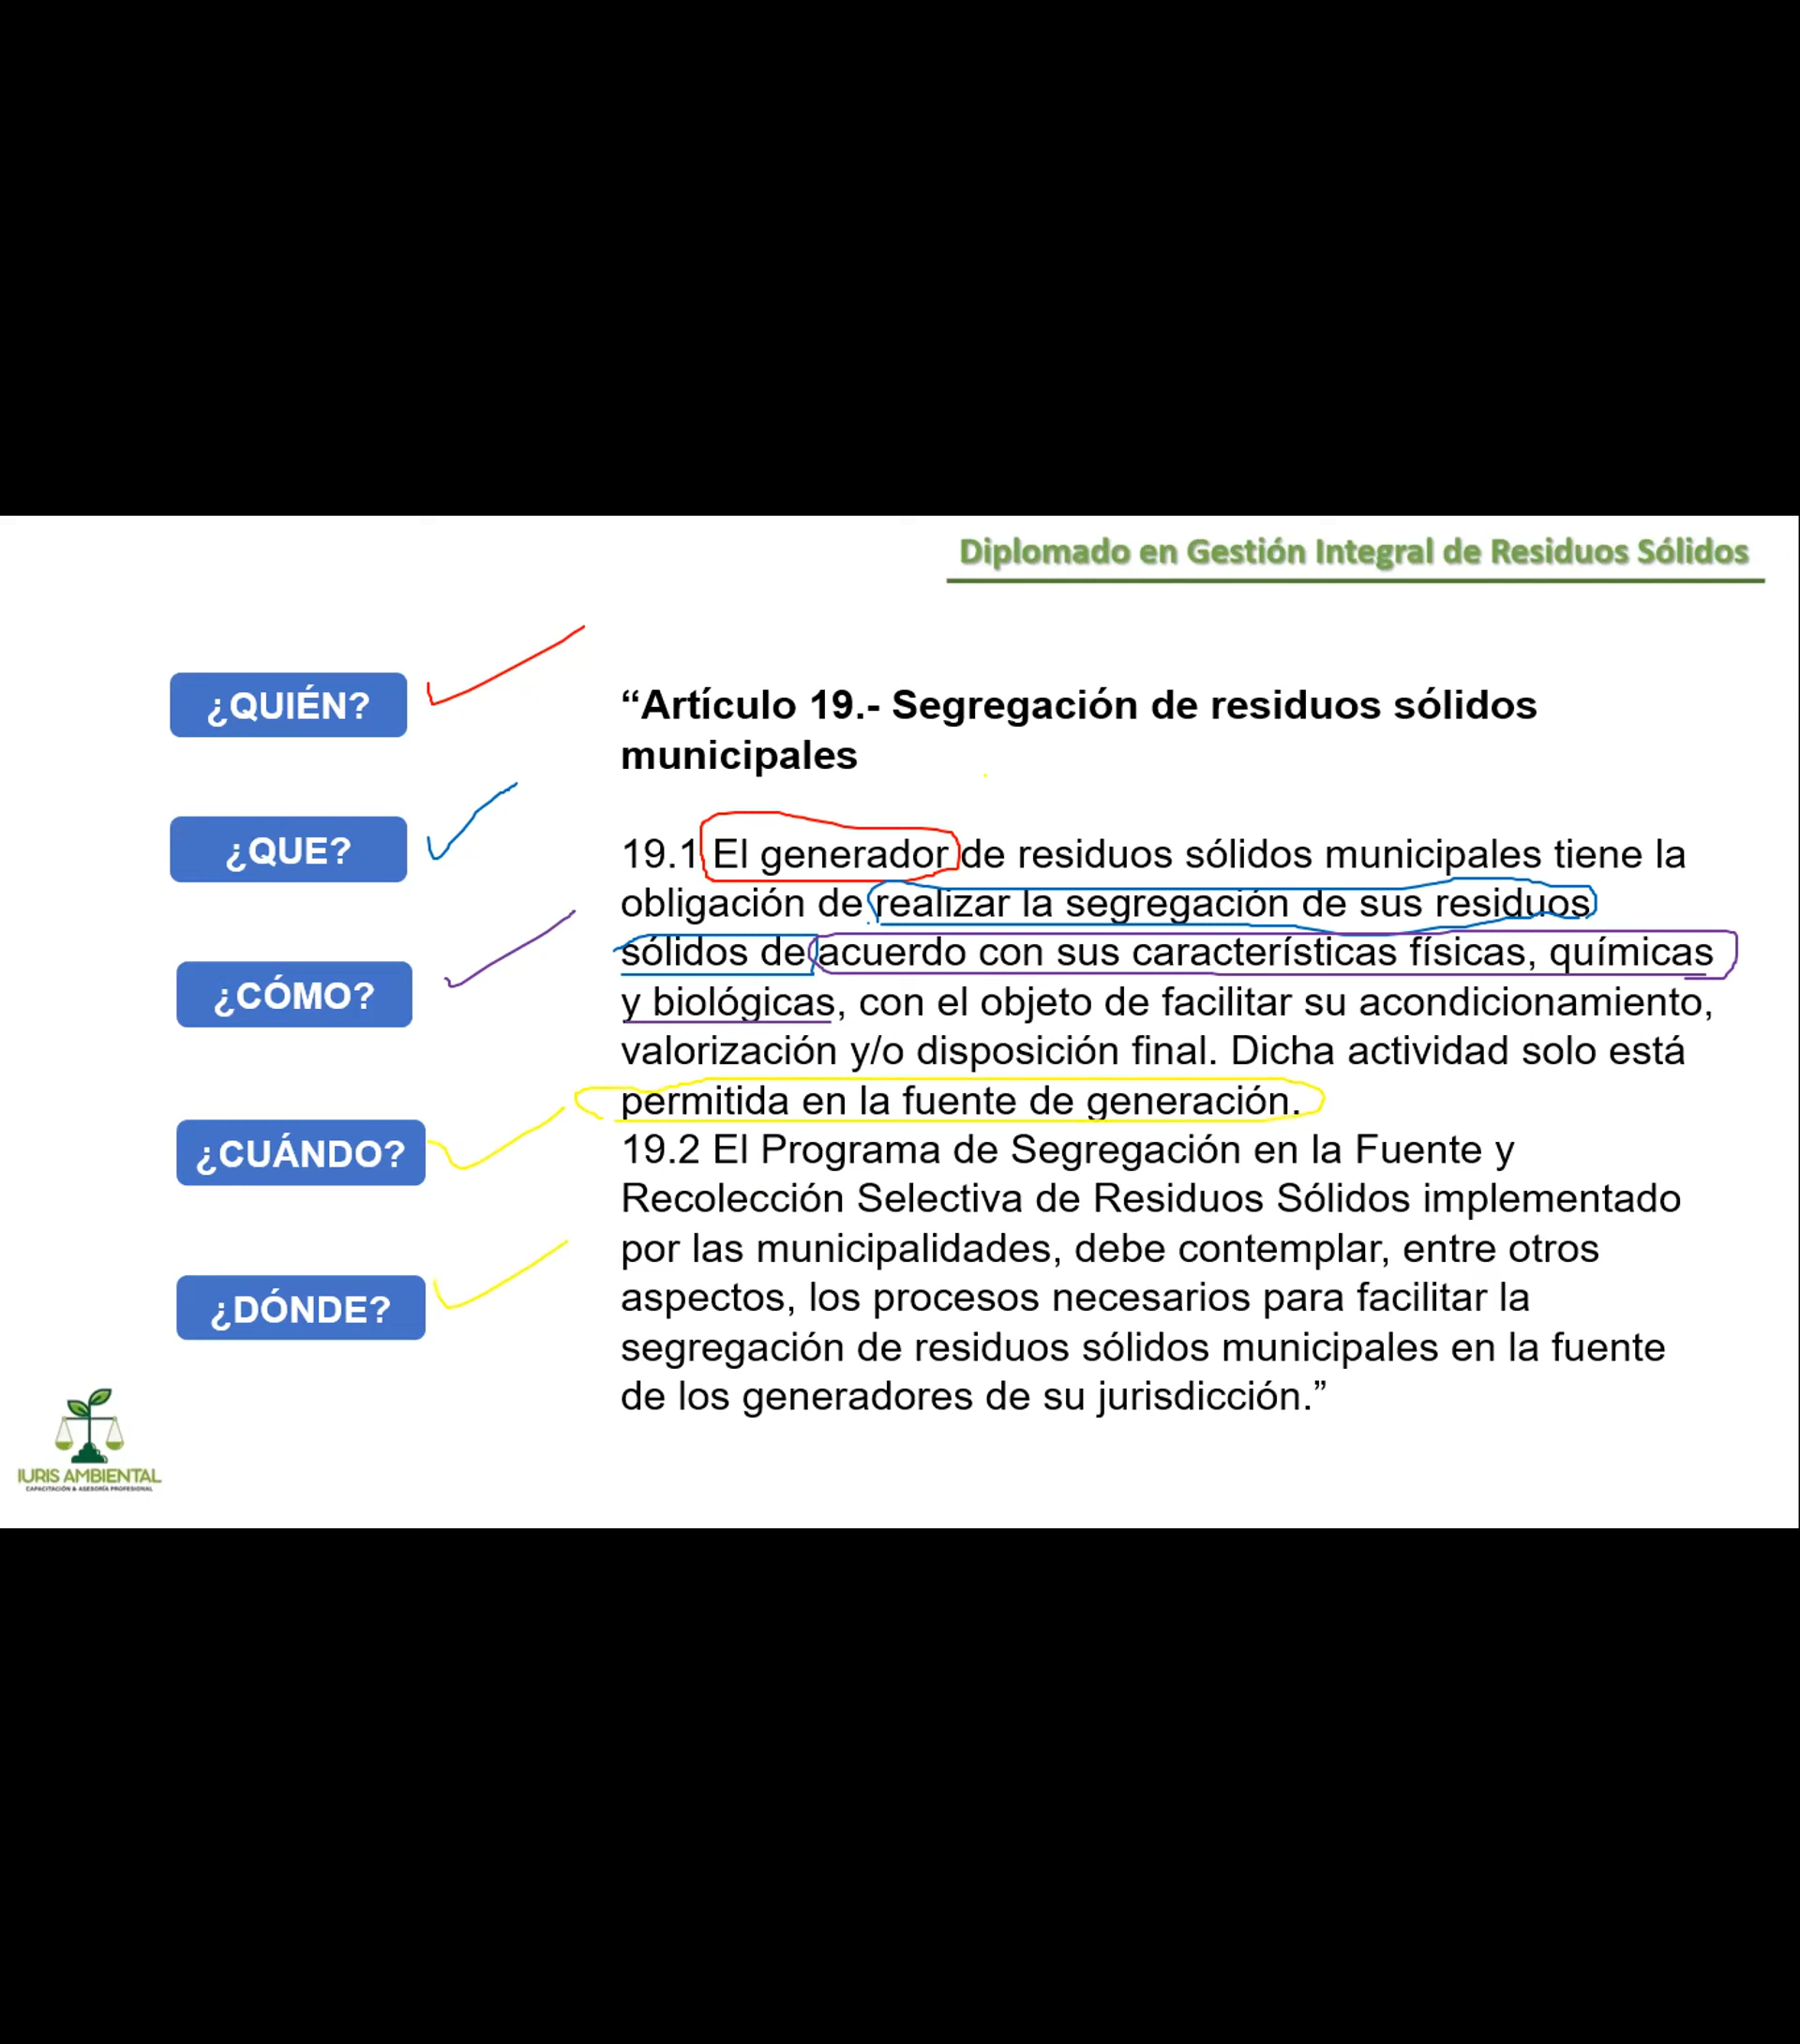 Diplomado en Gestión Integral de Residuos Sólidos
¿QUIÉN?
¿QUE?
¿CÓMO?
¿CUÁNDO?
¿DÓNDE?
“Artículo 19.- Segregación de residuos sólidos
municipales
19.1 El generador de residuos sólidos municipales tiene la
obligación de realizar la segregación de sus residuos
sólidos de acuerdo con sus características físicas, químicas
y biológicas, con el objeto de facilitar su acondicionamiento,
valorización y/o disposición final. Dicha actividad solo está
permitida en la fuente de generación.
19.2 El Programa de Segregación en la Fuente y
Recolección Selectiva de Residuos Sólidos implementado
por las municipalidades, debe contemplar, entre otros
aspectos, los procesos necesarios para facilitar la
segregación de residuos sólidos municipales en la fuente
de los generadores de su jurisdicción.”
IURIS AMBIENTAL
CAPACITACIÓN & ASESORÍA PROFESIONAL